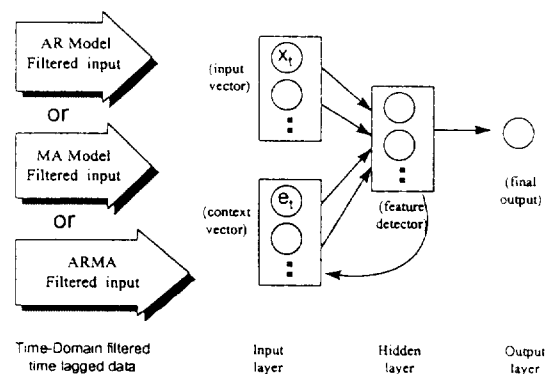 AR Model
Filtered input
or
MA Model
Filtered input
or
ARMA
Filtered input
(input
vector)
xt
(context
vector)
et
(feature
detector)
(final
output)
Time-Domain filtered
time lagged data
Input
layer
Hidden
layer
Output
layer